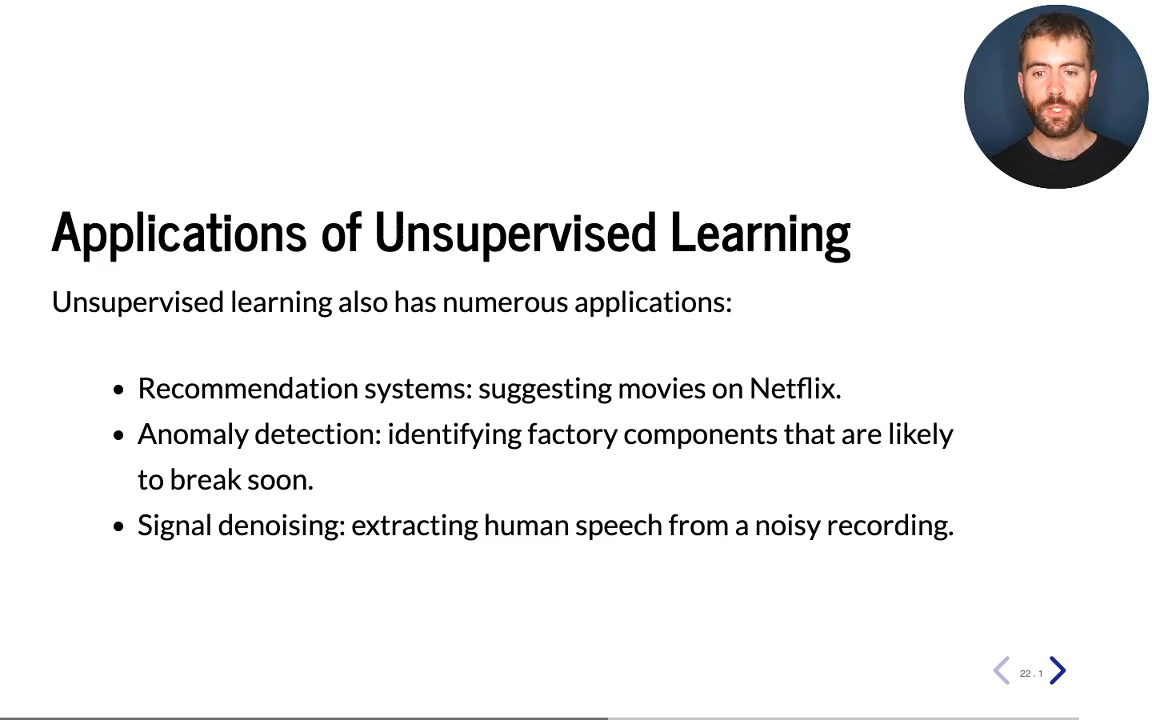 Applications of Unsupervised Learning
Unsupervised learning also has numerous applications:
• Recommendation systems: suggesting movies on Netflix.
• Anomaly detection: identifying factory components that are likely
to break soon.
• Signal denoising: extracting human speech from a noisy recording.
22 . 1